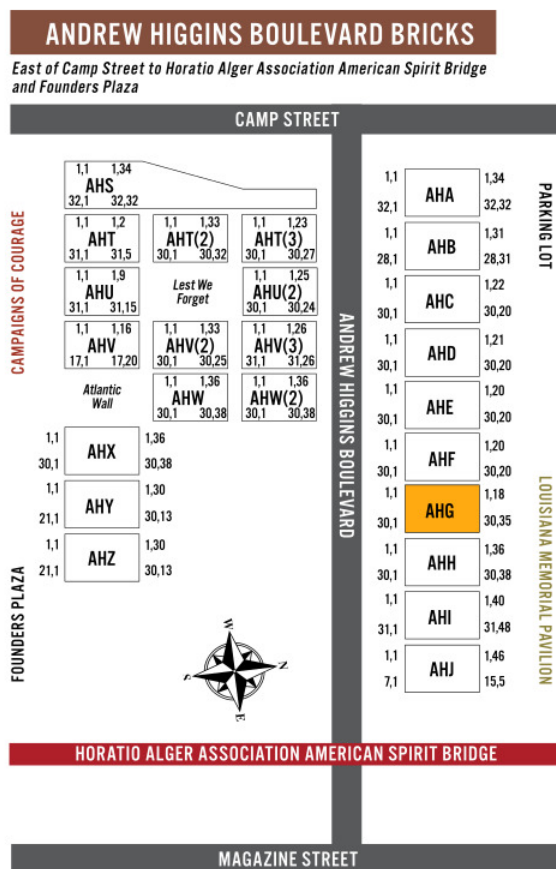 ANDREW HIGGINS BOULEVARD BRICKS
East of Camp Street to Horatio Alger Association American Spirit Bridge
and Founders Plaza
CAMP STREET
1,1 1,34
AHS
32,1 32,32
1,1 1,2
AHT
31,1 31,5
1,1 1,33
AHT(2)
30,1 30,32
1,1 1,23
AHT(3)
30,1 30,27
1,1 1,9
AHU
31,1 31,15
Lest We
Forget
1,1 1,25
AHU(2)
30,1 30,24
1,1 1,16
AHV
17,1 17,20
1,1 1,33
AHV(2)
30,1 30,25
1,1 1,26
AHV(3)
31,1 31,26
Atlantic
Wall
1,1 1,36
AHW
30,1 30,38
1,1 1,36
AHW(2)
30,1 30,38
1,1 1,36
AHX
30,1 30,38
1,1 1,30
AHY
21,1 30,13
1,1 1,30
AHZ
21,1 30,13
CAMPAIGNS OF COURAGE
FOUNDERS PLAZA
W
N
S
E
ANDREW HIGGINS BOULEVARD
1,1 1,34
AHA
32,1 32,32
1,1 1,31
AHB
28,1 28,31
1,1 1,22
AHC
30,1 30,20
1,1 1,21
AHD
30,1 30,20
1,1 1,20
AHE
30,1 30,20
1,1 1,20
AHF
30,1 30,20
1,1 1,18
AHG
30,1 30,35
1,1 1,36
AHH
30,1 30,38
1,1 1,40
AHI
31,1 31,48
1,1 1,46
AHJ
7,1 15,5
PARKING LOT
LOUISIANA MEMORIAL PAVILION
HORATIO ALGER ASSOCIATION AMERICAN SPIRIT BRIDGE
MAGAZINE STREET